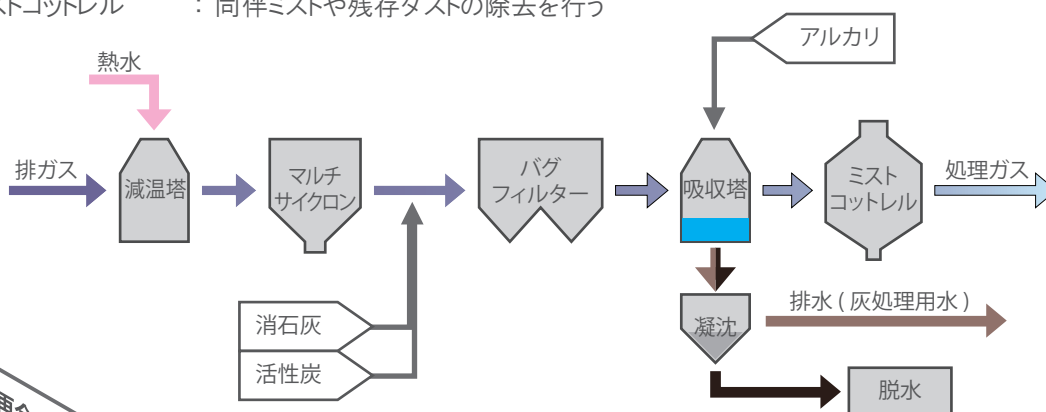 ストコットレル : 同伴ミストや残存ダストの除去を行う
アルカリ
熱水
排ガス
減温塔
マルチ
サイクロン
バグ
フィルター
吸収塔
ミスト
コットレル
処理ガス
消石灰
活性炭
凝沈
排水 ( 灰処理用水 )
脱水